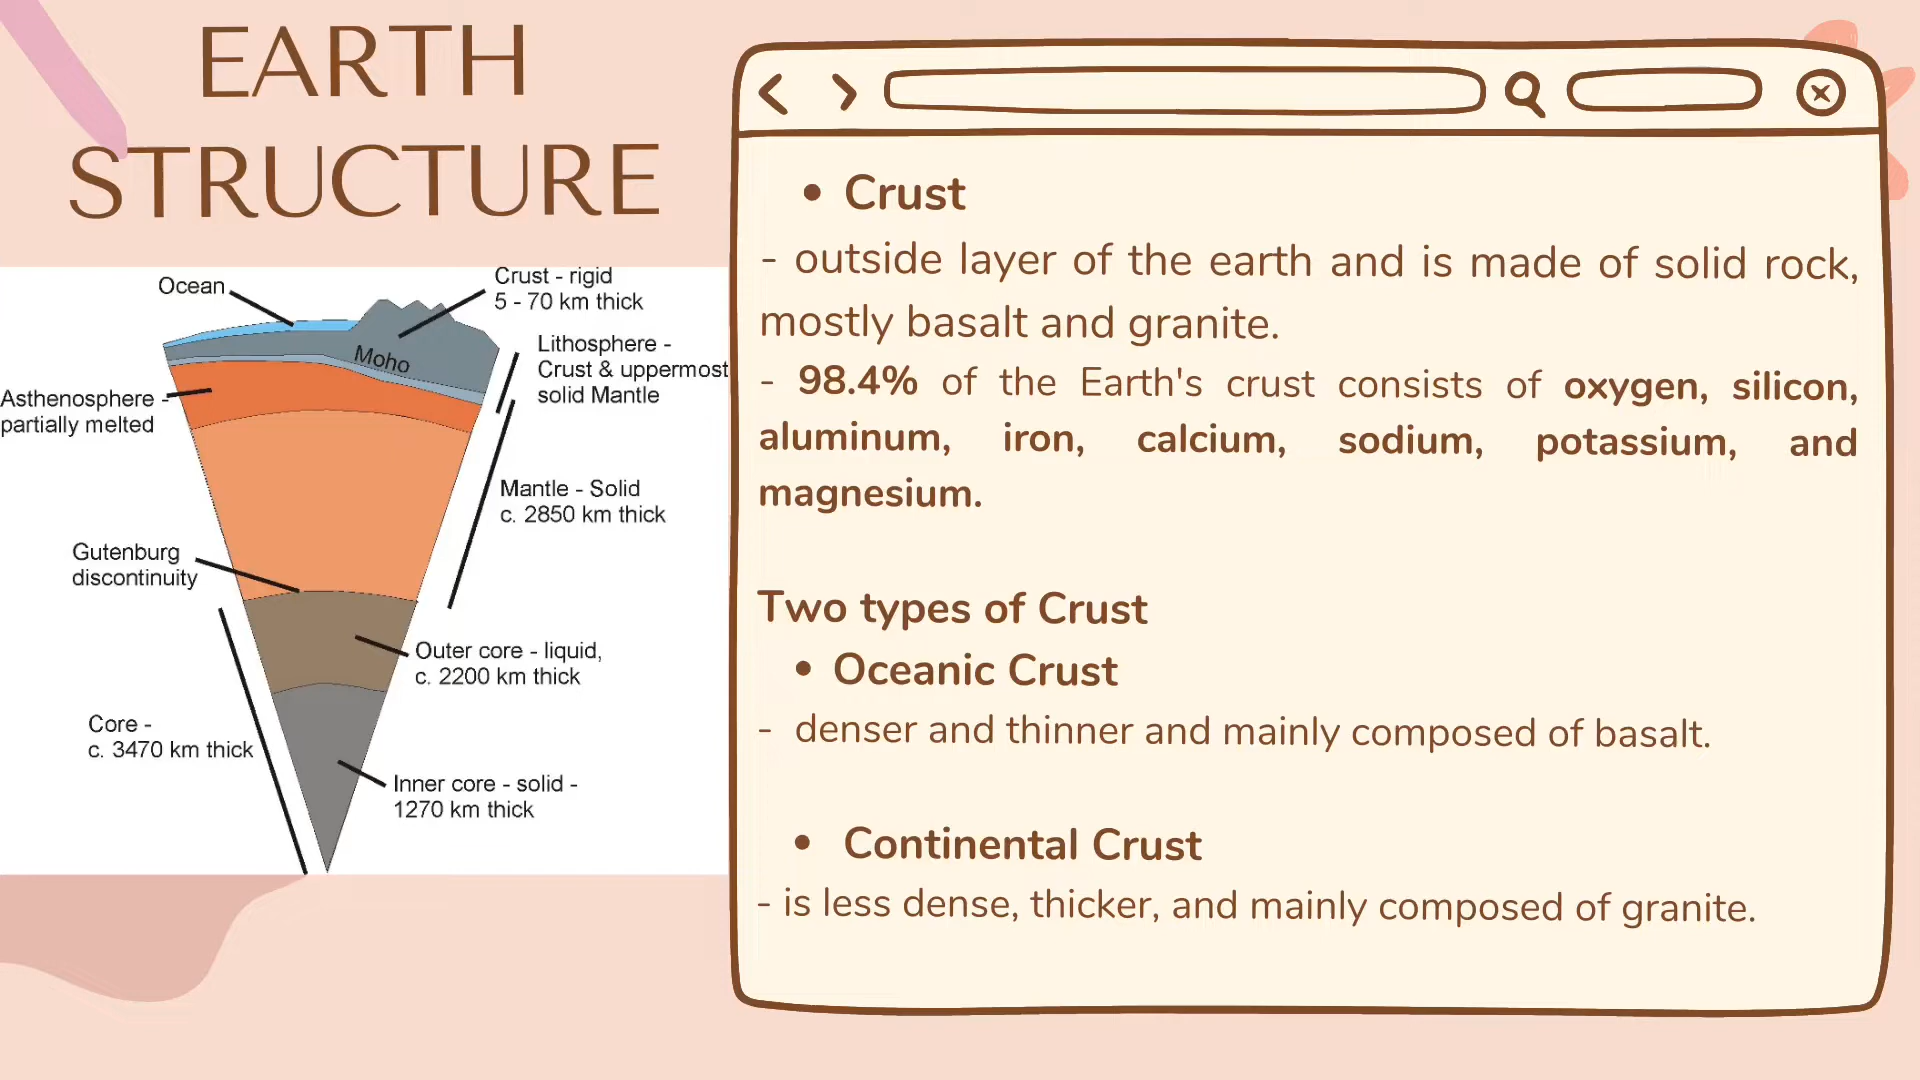 EARTH
STRUCTURE
Ocean
Crust - rigid
5 - 70 km thick
Lithosphere -
Crust & uppermost
solid Mantle
Moho
Asthenosphere -
partially melted
Mantle - Solid
c. 2850 km thick
Gutenburg
discontinuity
Outer core - liquid,
c. 2200 km thick
Core -
c. 3470 km thick
Inner core - solid -
1270 km thick
• Crust
- outside layer of the earth and is made of solid rock,
mostly basalt and granite.
- 98.4% of the Earth's crust consists of oxygen, silicon,
aluminum, iron, calcium, sodium, potassium, and
magnesium.
Two types of Crust
• Oceanic Crust
- denser and thinner and mainly composed of basalt.
• Continental Crust
- is less dense, thicker, and mainly composed of granite.